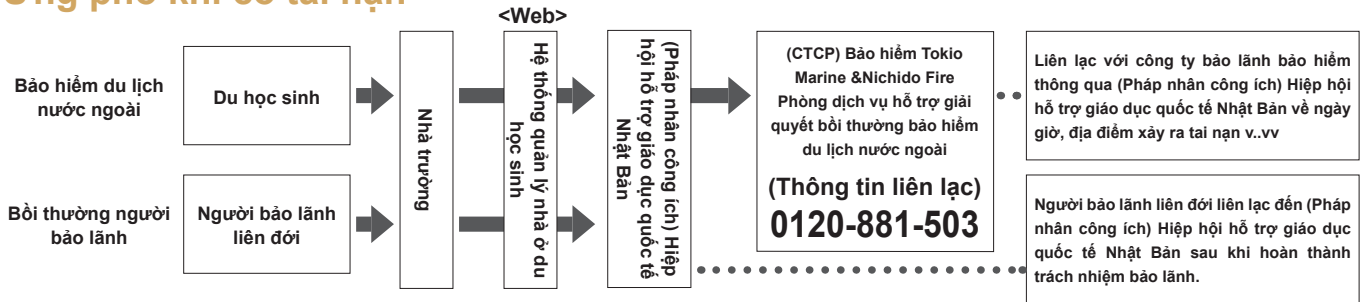 Ứng phó khi có tai nạn
<Web>
Bảo hiểm du lịch
nước ngoài
Du học sinh
Bồi thường người
bảo lãnh
Người bảo lãnh
liên đới
Nhà trường
Hệ thống quản lý nhà ở du
học sinh
(Pháp nhân công ích) Hiệp
hội hỗ trợ giáo dục quốc tế
Nhật Bản
(CTCP) Bảo hiểm Tokio
Marine &Nichido Fire
Phòng dịch vụ hỗ trợ giải
quyết bồi thường bảo hiểm
du lịch nước ngoài
(Thông tin liên lạc)
0120-881-503
Liên lạc với công ty bảo lãnh bảo hiểm
thông qua (Pháp nhân công ích) Hiệp hội
hỗ trợ giáo dục quốc tế Nhật Bản về ngày
giờ, địa điểm xảy ra tai nạn v..vv
Người bảo lãnh liên đới liên lạc đến (Pháp
nhân công ích) Hiệp hội hỗ trợ giáo dục
quốc tế Nhật Bản sau khi hoàn thành
trách nhiệm bảo lãnh.